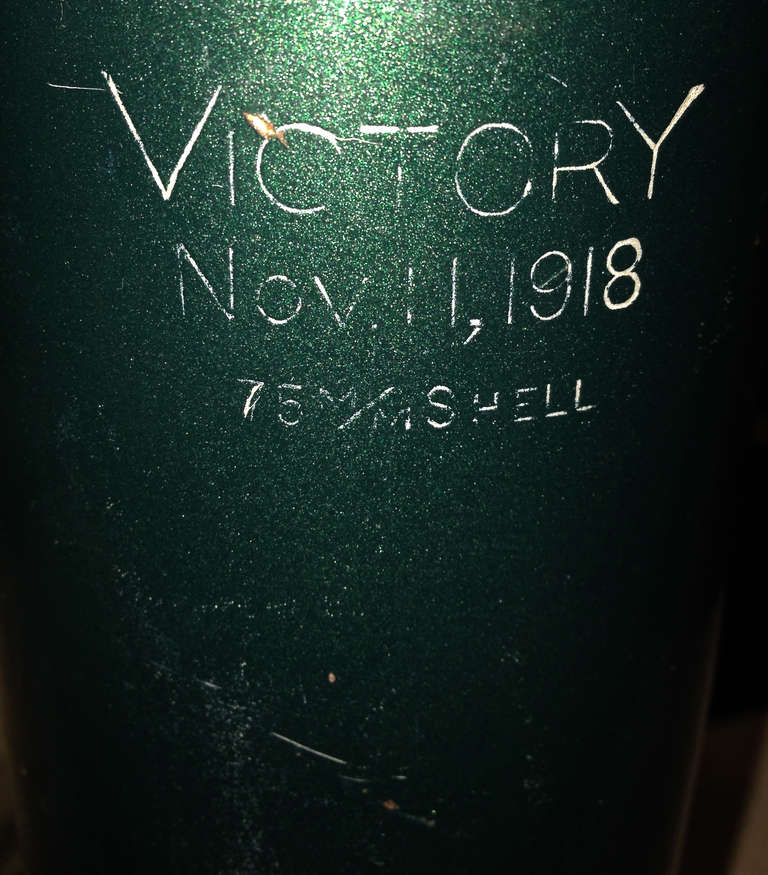 VICTORY
Nov. 11, 1918
75 M/M SHELL